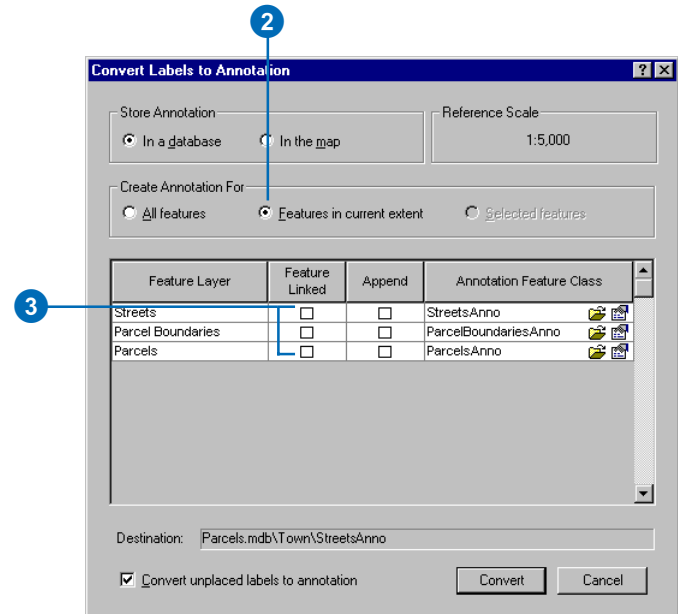 2
Convert Labels to Annotation
Store Annotation
In a database
In the map
Reference Scale
1:5,000
Create Annotation For
All features
Features in current extent
Selected features
Feature Layer
Feature Linked
Append
Annotation Feature Class
3
Streets
StreetsAnno
Parcel Boundaries
ParcelBoundariesAnno
Parcels
ParcelsAnno
Destination:
Parcels.mdb\Town\StreetsAnno
Convert unplaced labels to annotation
Convert
Cancel